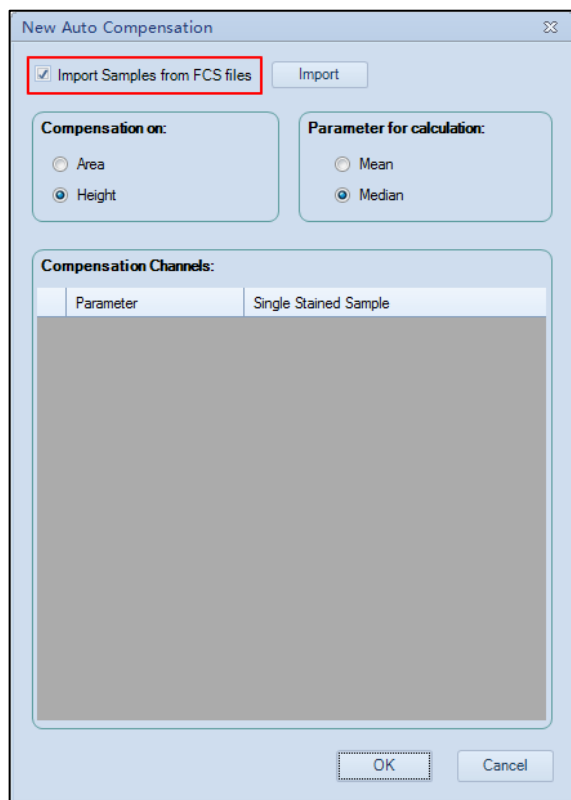 New Auto Compensation
Import Samples from FCS files Import
Compensation on: Parameter for calculation:
Area Mean
Height Median
Compensation Channels:
Parameter Single Stained Sample
OK Cancel